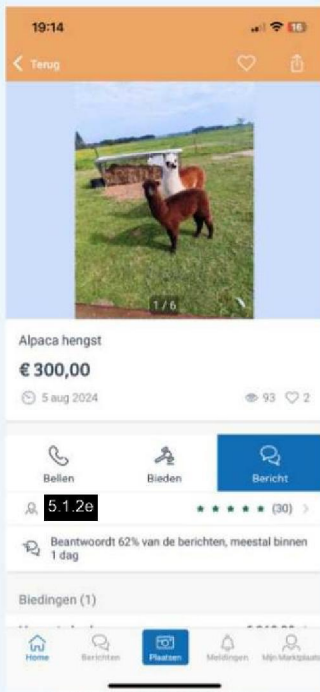 19:14
16
Terug
1/6
Alpaca hengst
€ 300,00
5 aug 2024
93
2
Bellen
Bieden
Bericht
5.1.2e
(30)
Beantwoordt 62% van de berichten, meestal binnen
1 dag
Biedingen (1)
Home
Berichten
Plaatsen
Meldingen
Mijn Marktplaats